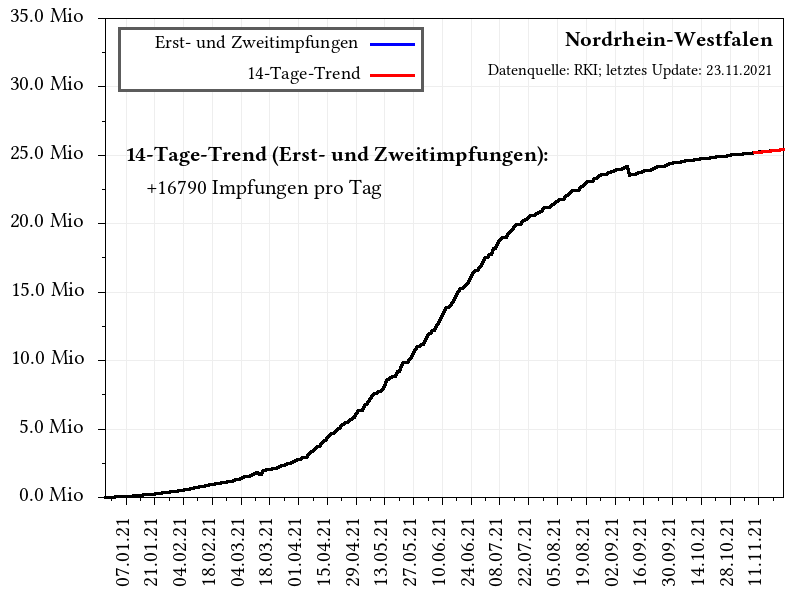 35.0 Mio
30.0 Mio
25.0 Mio
20.0 Mio
15.0 Mio
10.0 Mio
5.0 Mio
0.0 Mio
Erst- und Zweitimpfungen
14-Tage-Trend
Nordrhein-Westfalen
Datenquelle: RKI; letztes Update: 23.11.2021
14-Tage-Trend (Erst- und Zweitimpfungen):
+16790 Impfungen pro Tag
07.01.21
21.01.21
04.02.21
18.02.21
04.03.21
18.03.21
01.04.21
15.04.21
29.04.21
13.05.21
27.05.21
10.06.21
24.06.21
08.07.21
22.07.21
05.08.21
19.08.21
02.09.21
16.09.21
30.09.21
14.10.21
28.10.21
11.11.21